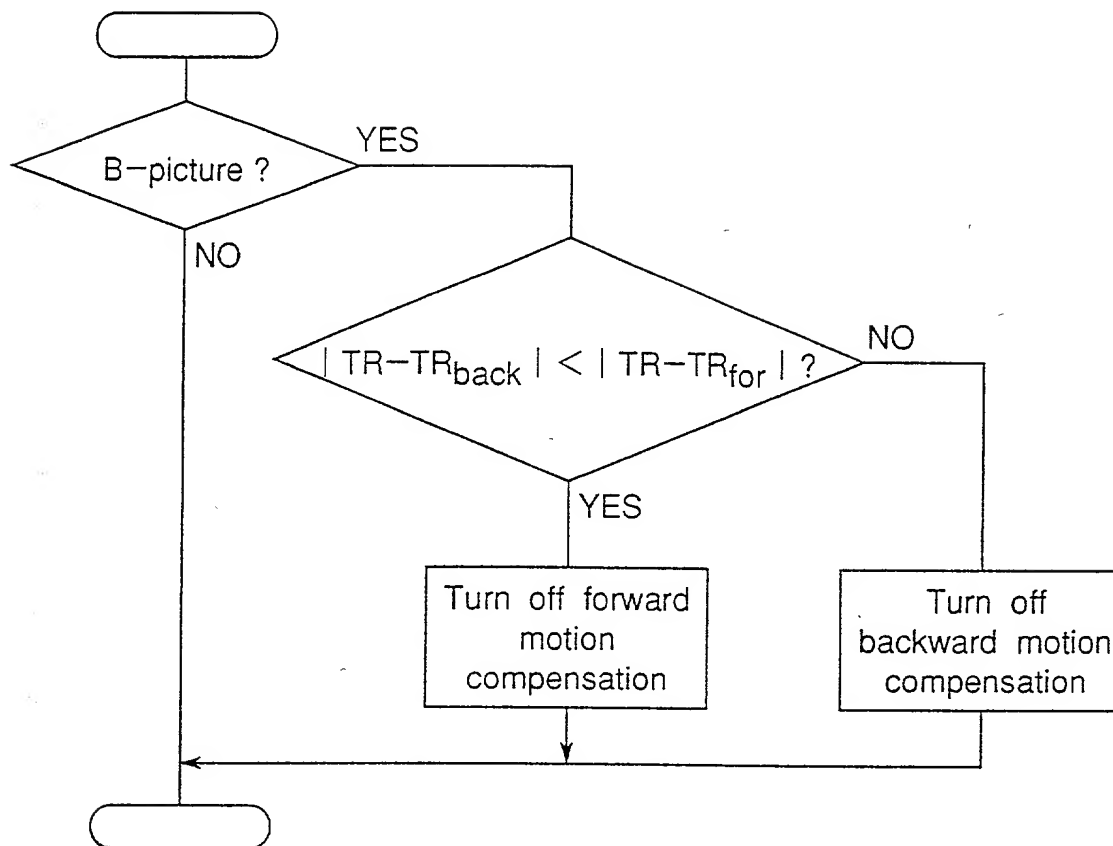 YES
B-picture ?
NO
| TR-TRback | < | TR-TRfor | ?
NO
YES
Turn off forward
motion
compensation
Turn off
backward motion
compensation